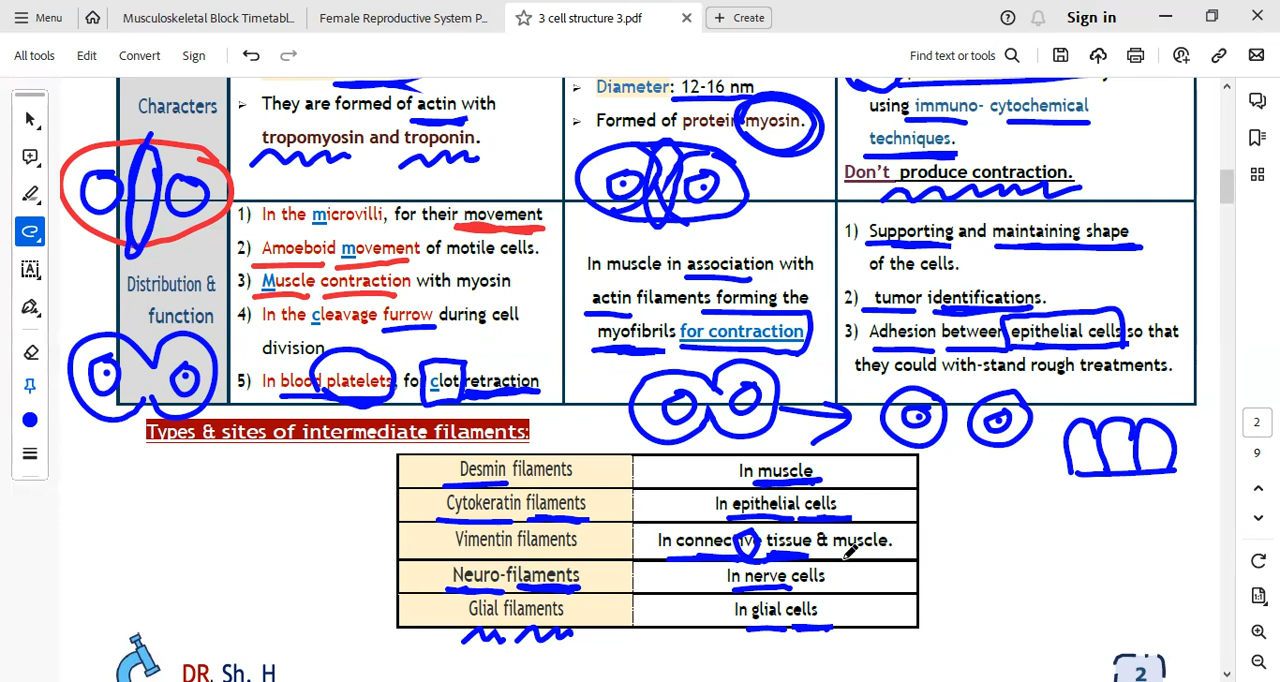 Menu
Musculoskeletal Block Timetabl...
Female Reproductive System P...
3 cell structure 3.pdf
Create
Sign in
All tools
Edit
Convert
Sign
Find text or tools
Characters
➢ They are formed of actin with
tropomyosin and troponin.
➢ Diameter: 12-16 nm
➢ Formed of protein myosin.
using immuno- cytochemical
techniques.
Don't produce contraction.
Distribution &
function
1) In the microvilli, for their movement
2) Amoeboid movement of motile cells.
3) Muscle contraction with myosin
4) In the cleavage furrow during cell
division
5) In blood platelets, for clot retraction
In muscle in association with
actin filaments forming the
myofibrils for contraction
1) Supporting and maintaining shape
of the cells.
2) tumor identifications.
3) Adhesion between epithelial cells so that
they could with-stand rough treatments.
Types & sites of intermediate filaments:
Desmin filaments In muscle
Cytokeratin filaments In epithelial cells
Vimentin filaments In connective tissue & muscle.
Neuro-filaments In nerve cells
Glial filaments In glial cells
DR. Sh. H
2
2
9